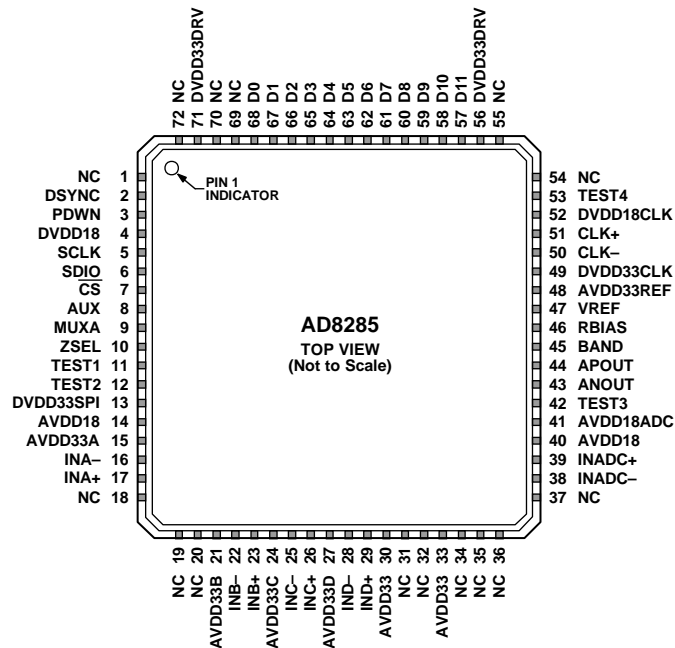 72 NC
71 DVDD33DRV
70 NC
69 NC
68 D0
67 D1
66 D2
65 D3
64 D4
63 D5
62 D6
61 D7
60 D8
59 D9
58 D10
57 D11
56 DVDD33DRV
55 NC
NC 1
DSYNC 2
PDWN 3
DVDD18 4
SCLK 5
SDIO 6
CS 7
AUX 8
MUXA 9
ZSEL 10
TEST1 11
TEST2 12
DVDD33SPI 13
AVDD18 14
AVDD33A 15
INA– 16
INA+ 17
NC 18
PIN 1
INDICATOR
AD8285
TOP VIEW
(Not to Scale)
54 NC
53 TEST4
52 DVDD18CLK
51 CLK+
50 CLK–
49 DVDD33CLK
48 AVDD33REF
47 VREF
46 RBIAS
45 BAND
44 APOUT
43 ANOUT
42 TEST3
41 AVDD18ADC
40 AVDD18
39 INADC+
38 INADC–
37 NC
NC 19
NC 20
AVDD33B 21
INB– 22
INB+ 23
AVDD33C 24
INC– 25
INC+ 26
AVDD33D 27
IND– 28
IND+ 29
AVDD33 30
NC 31
NC 32
AVDD33 33
NC 34
NC 35
NC 36